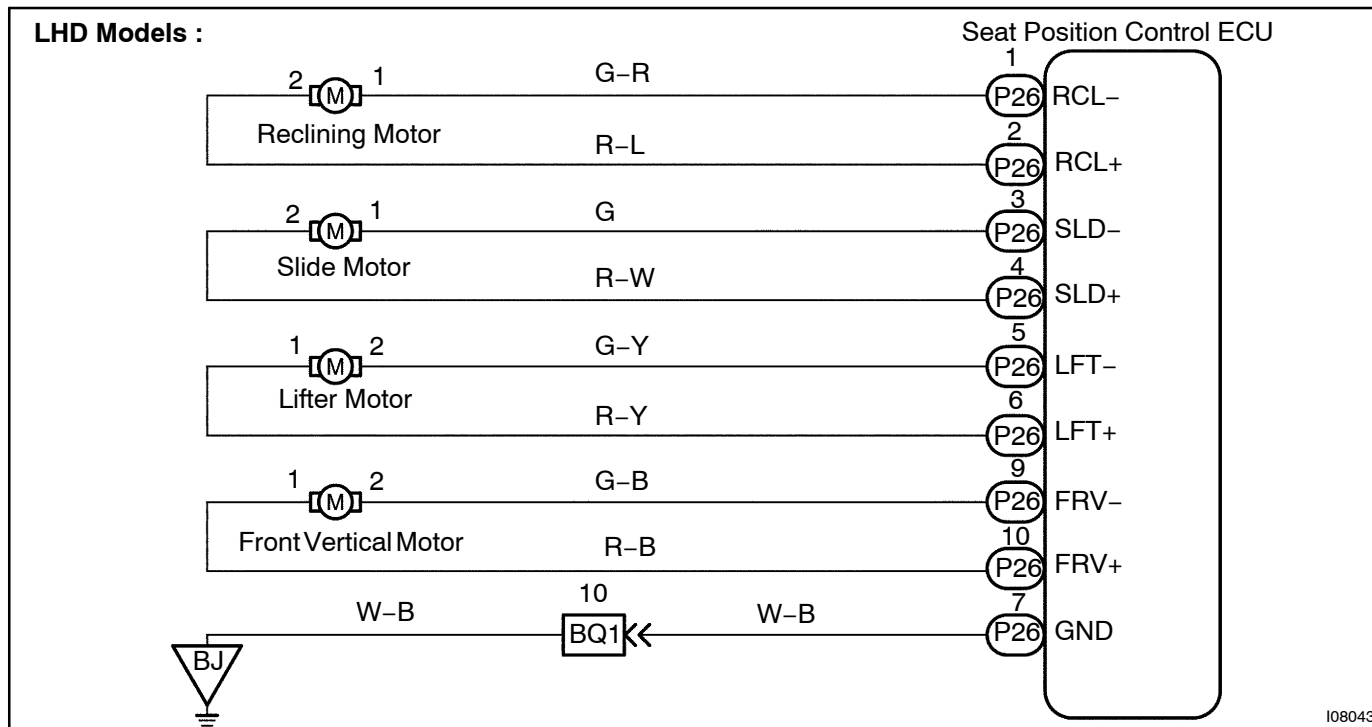 LHD Models :
Seat Position Control ECU
2 M 1 G−R 1 P26 RCL−
Reclining Motor
R−L 2 P26 RCL+
2 M 1 G 3 P26 SLD−
Slide Motor
R−W 4 P26 SLD+
1 M 2 G−Y 5 P26 LFT−
Lifter Motor
R−Y 6 P26 LFT+
1 M 2 G−B 9 P26 FRV−
Front Vertical Motor
R−B 10 P26 FRV+
W−B 10 BQ1 W−B 7 P26 GND
BJ
I08043